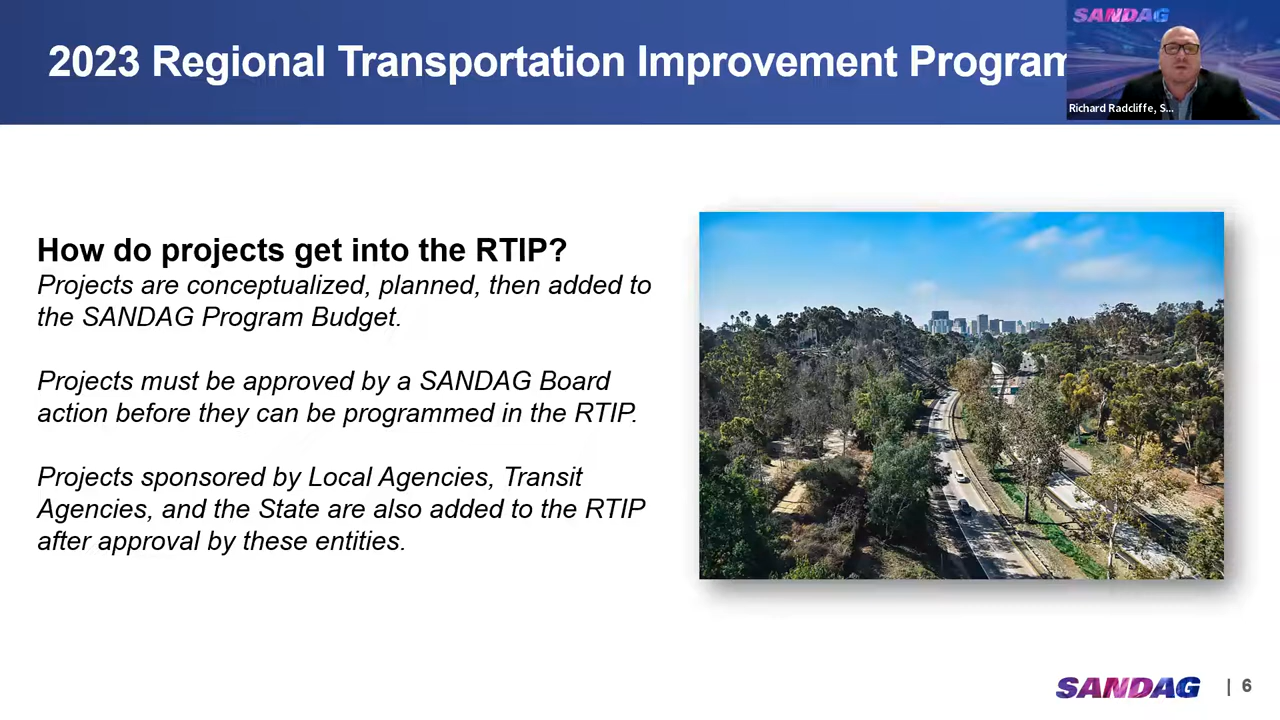 2023 Regional Transportation Improvement Program
SANDAG
Richard Radcliffe, S...
How do projects get into the RTIP?
Projects are conceptualized, planned, then added to
the SANDAG Program Budget.
Projects must be approved by a SANDAG Board
action before they can be programmed in the RTIP.
Projects sponsored by Local Agencies, Transit
Agencies, and the State are also added to the RTIP
after approval by these entities.
SANDAG | 6